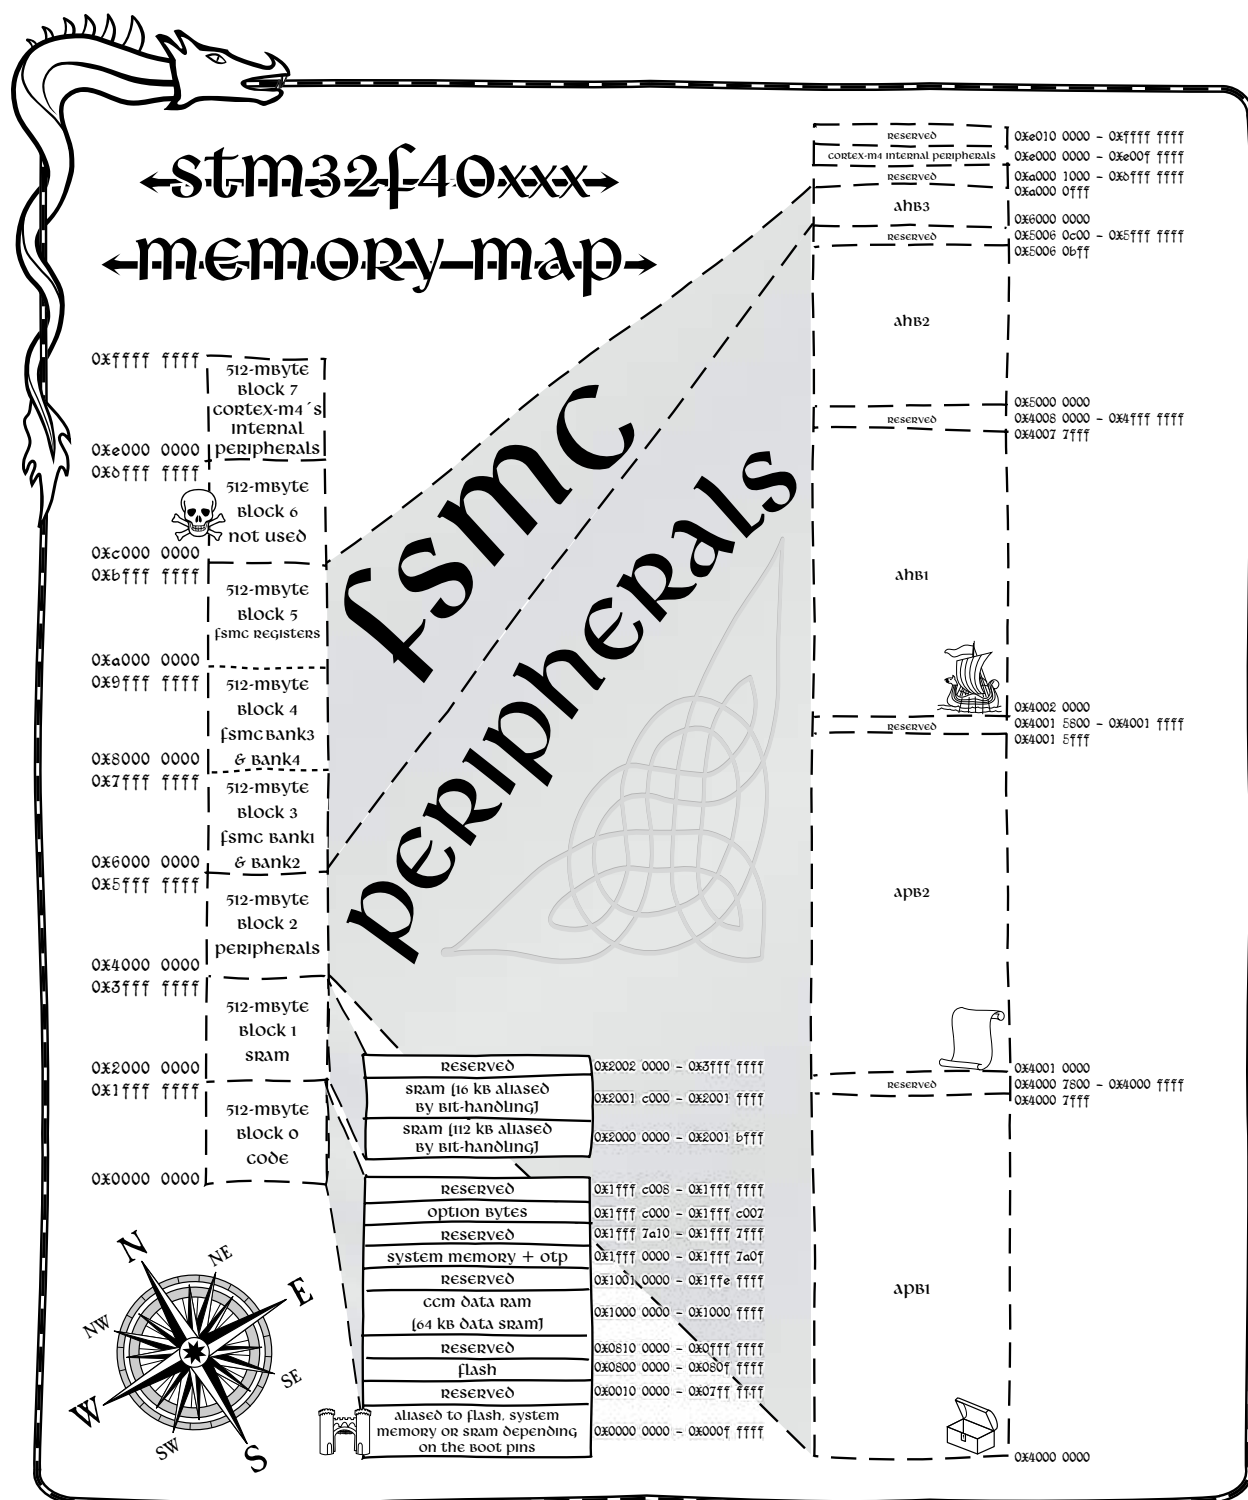 stm32f40xxx
memory map
0xffff ffff
512-mByte
Block 7
Cortex-m4´s
internal
peripherals
0xe000 0000
0xdfff ffff
512-mByte
Block 6
not used
0xc000 0000
0xbfff ffff
512-mByte
Block 5
fsmc registers
0xa000 0000
0x9fff ffff
512-mByte
Block 4
fsmc Bank3
& Bank4
0x8000 0000
0x7fff ffff
512-mByte
Block 3
fsmc Bank1
& Bank2
0x6000 0000
0x5fff ffff
512-mByte
Block 2
peripherals
0x4000 0000
0x3fff ffff
512-mByte
Block 1
sram
0x2000 0000
0x1fff ffff
512-mByte
Block 0
code
0x0000 0000
fsmc
peripherals
reserved 0x2002 0000 - 0x3fff ffff
sram [16 kB aliased
By Bit-handling] 0x2001 c000 - 0x2001 ffff
sram [112 kB aliased
By Bit-handling] 0x2000 0000 - 0x2001 bfff
reserved 0x1fff c008 - 0x1fff ffff
option Bytes 0x1fff c000 - 0x1fff c007
reserved 0x1fff 7a10 - 0x1fff 7fff
system memory + otp 0x1fff 0000 - 0x1fff 7a0f
reserved 0x1001 0000 - 0x1ffe ffff
ccm data ram
[64 kB data sram] 0x1000 0000 - 0x1000 ffff
reserved 0x0810 0000 - 0x0fff ffff
flash 0x0800 0000 - 0x080f ffff
reserved 0x0010 0000 - 0x07ff ffff
aliased to flash, system
memory or sram depending
on the Boot pins 0x0000 0000 - 0x000f ffff
reserved 0xe010 0000 - 0xffff ffff
cortex-m4 internal peripherals 0xe000 0000 - 0xe00f ffff
reserved 0xa000 1000 - 0xdfff ffff
0xa000 0fff
ahB3
0x6000 0000
reserved 0x5006 0c00 - 0x5fff ffff
0x5006 0bff
ahB2
0x5000 0000
reserved 0x4008 0000 - 0x4fff ffff
0x4007 7fff
ahB1
0x4002 0000
reserved 0x4001 5800 - 0x4001 ffff
0x4001 5fff
apB2
0x4001 0000
reserved 0x4000 7800 - 0x4000 ffff
0x4000 7fff
apB1
0x4000 0000
N
NE
E
SE
S
SW
W
NW